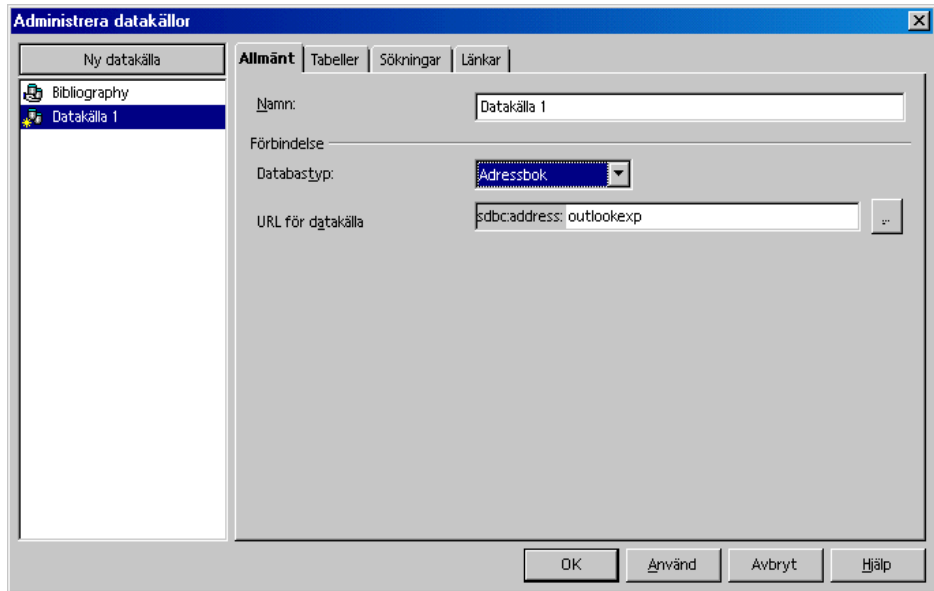 Administrera datakällor
Ny datakälla
Bibliography
Datakälla 1
Allmänt Tabeller Sökningar Länkar
Namn: Datakälla 1
Förbindelse
Databastyp: Adressbok
URL för datakälla sdbc:address: outlookexp ...
OK Använd Avbryt Hjälp